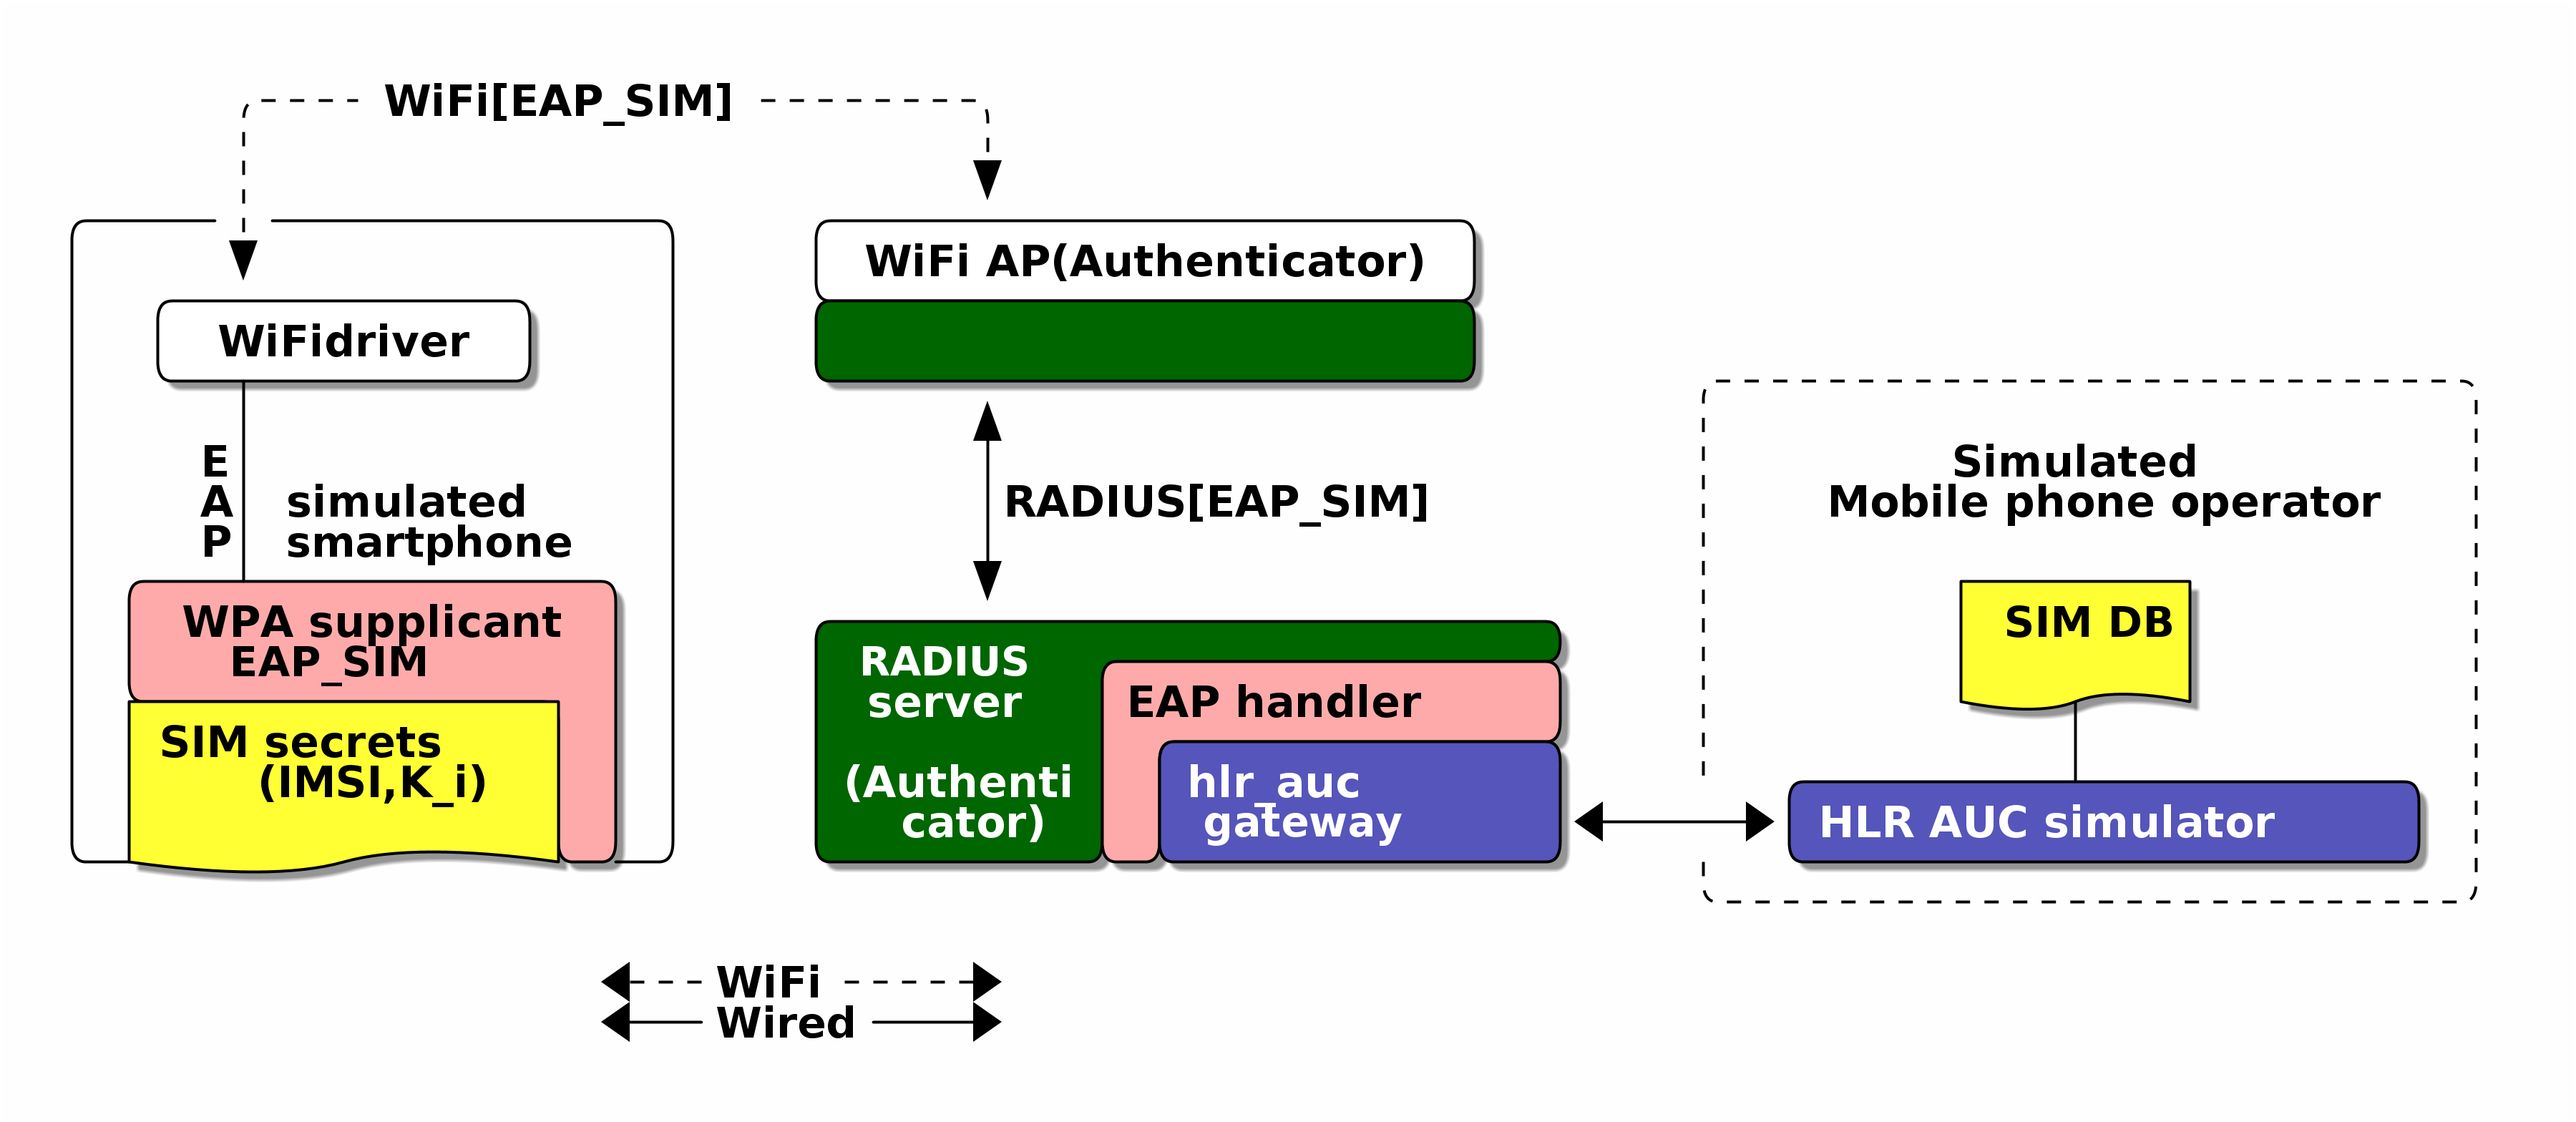 WiFi[EAP_SIM]
WiFi AP(Authenticator)
WiFidriver
E
A
P
simulated
smartphone
RADIUS[EAP_SIM]
Simulated
Mobile phone operator
WPA supplicant
EAP_SIM
SIM secrets
(IMSI,K_i)
RADIUS
server
(Authenti
cator)
EAP handler
hlr_auc
gateway
SIM DB
HLR AUC simulator
WiFi
Wired